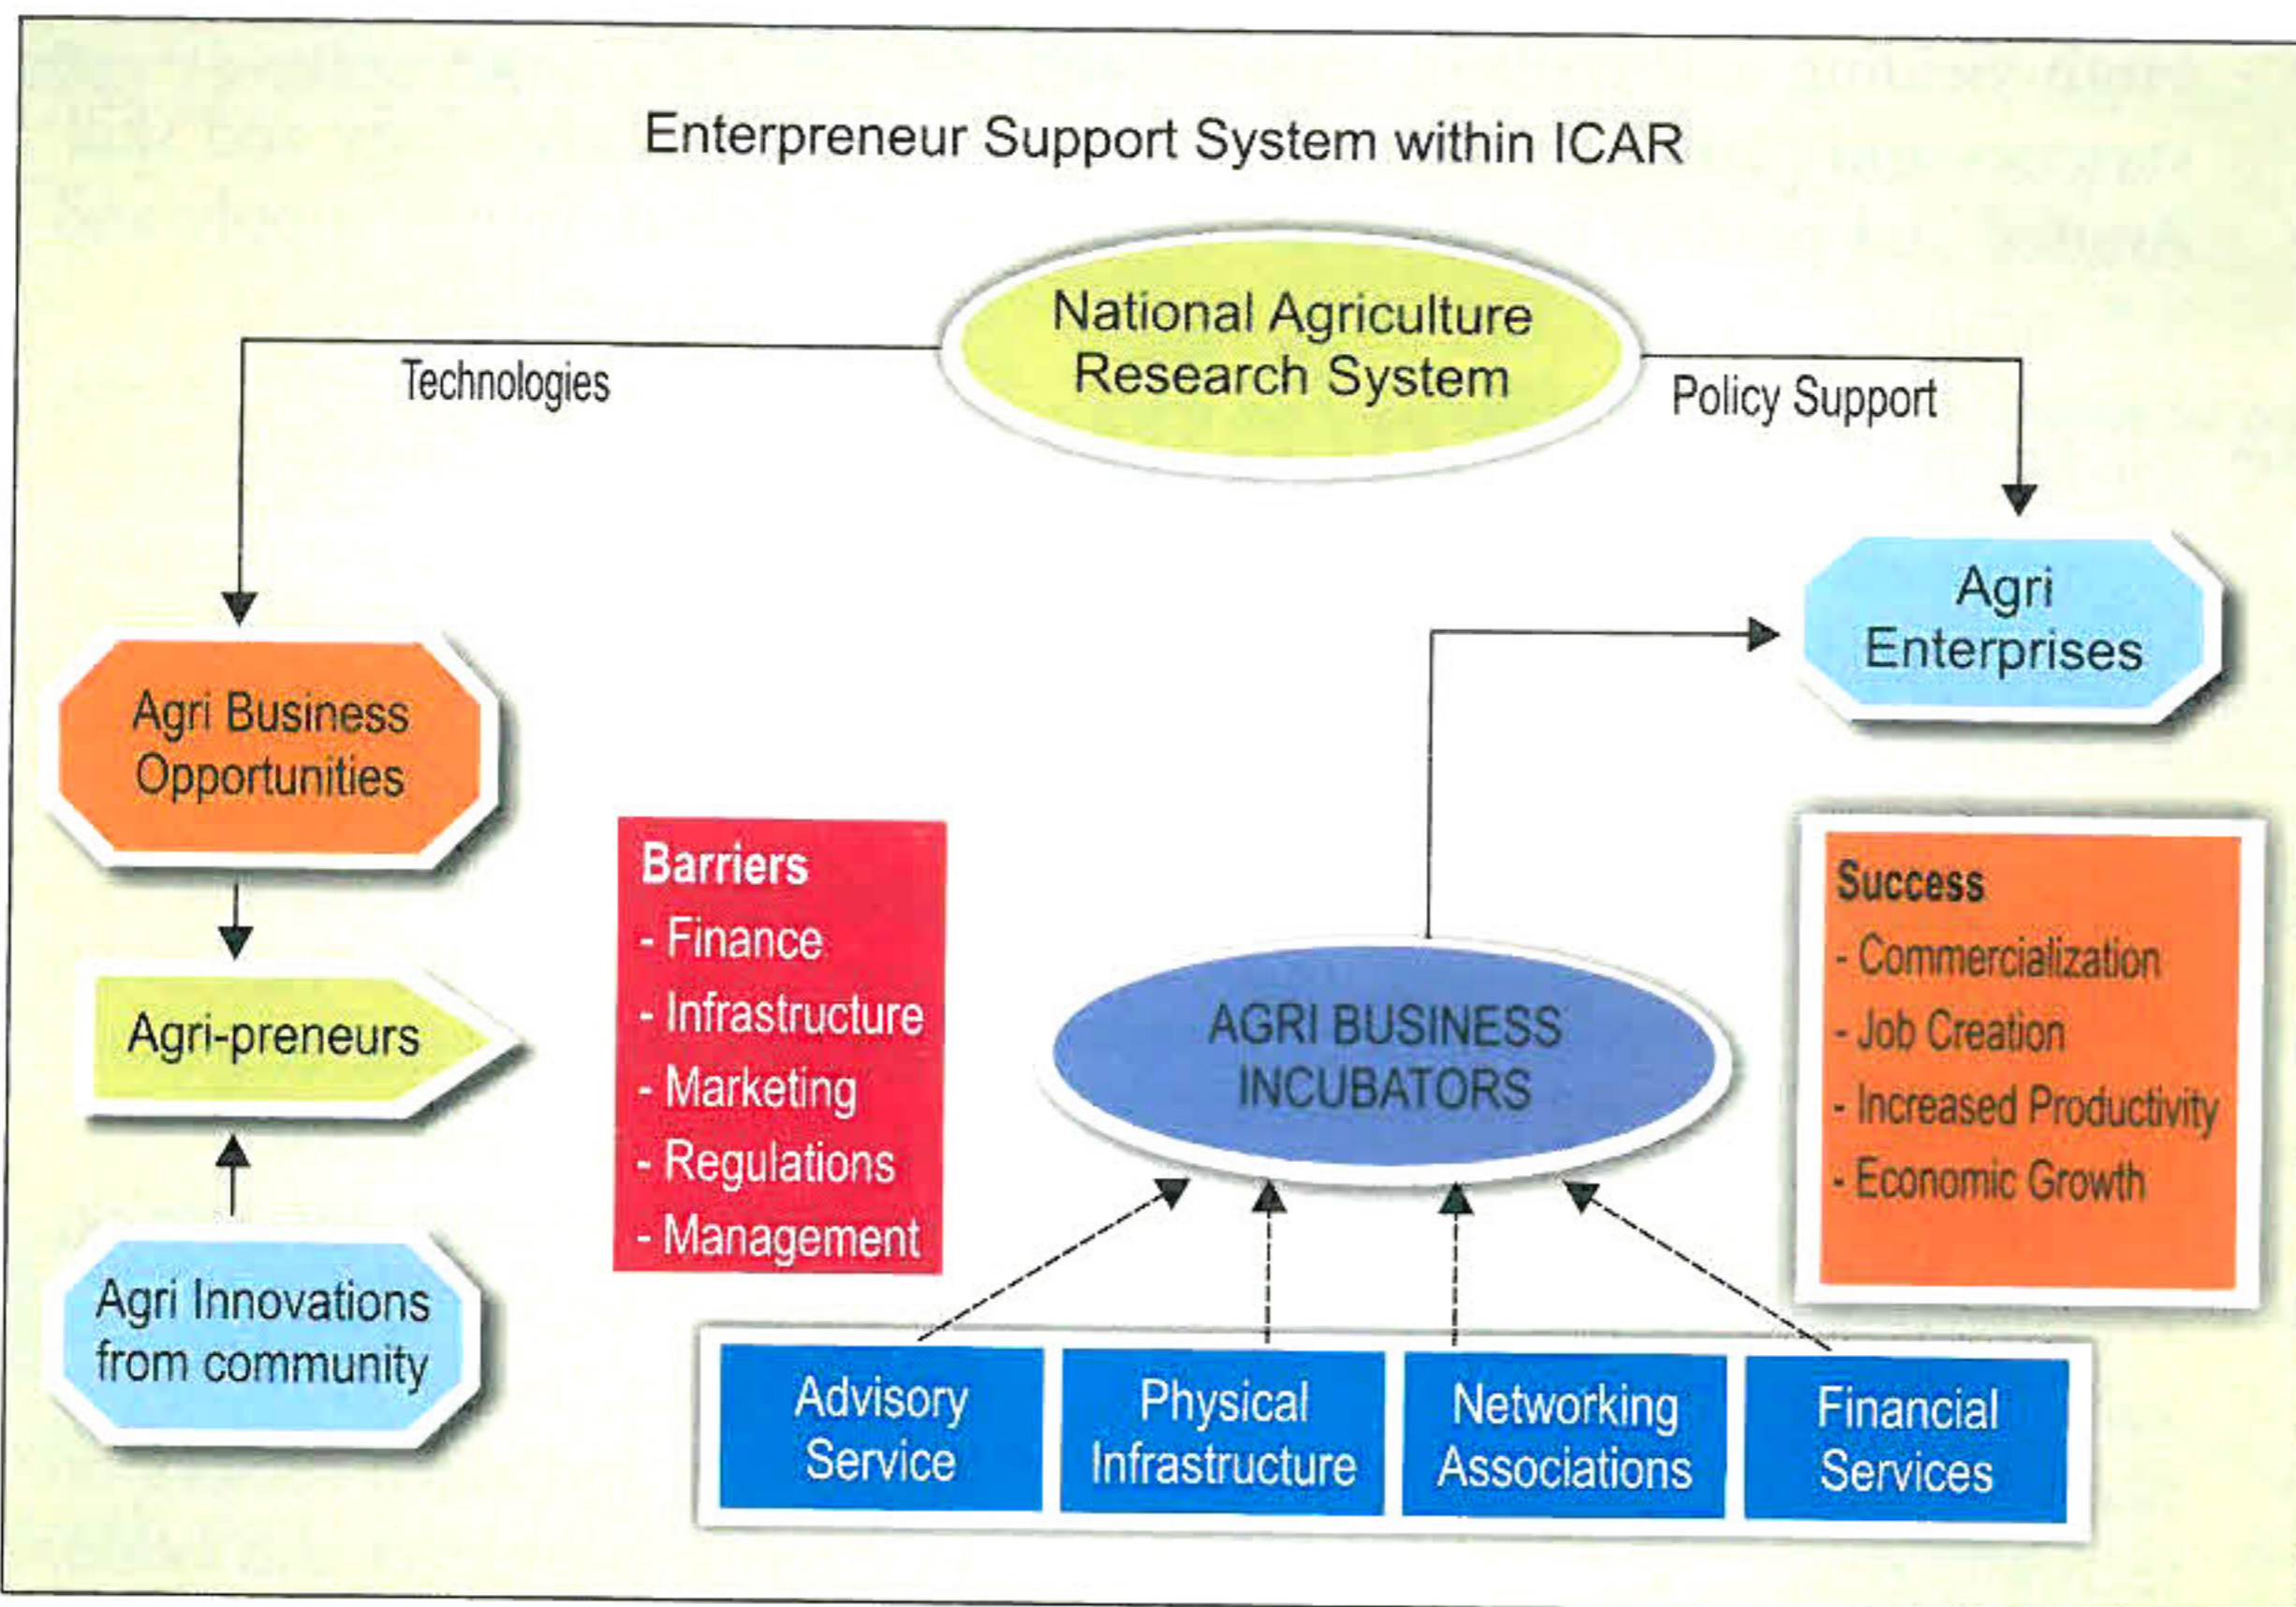 Enterpreneur Support System within ICAR
National Agriculture
Research System
Technologies
Policy Support
Agri
Enterprises
Agri Business
Opportunities
Barriers
- Finance
- Infrastructure
- Marketing
- Regulations
- Management
Success
- Commercialization
- Job Creation
- Increased Productivity
- Economic Growth
Agri-preneurs
AGRI BUSINESS
INCUBATORS
Agri Innovations
from community
Advisory
Service
Physical
Infrastructure
Networking
Associations
Financial
Services